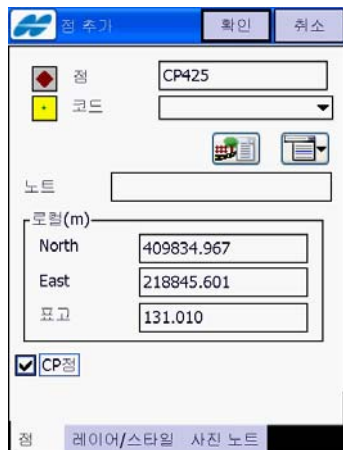 점 추가 확인 취소
점 CP425
코드
노트
로컬(m)
North 409834.967
East 218845.601
표고 131.010
CP점
점 레이어/스타일 사진 노트